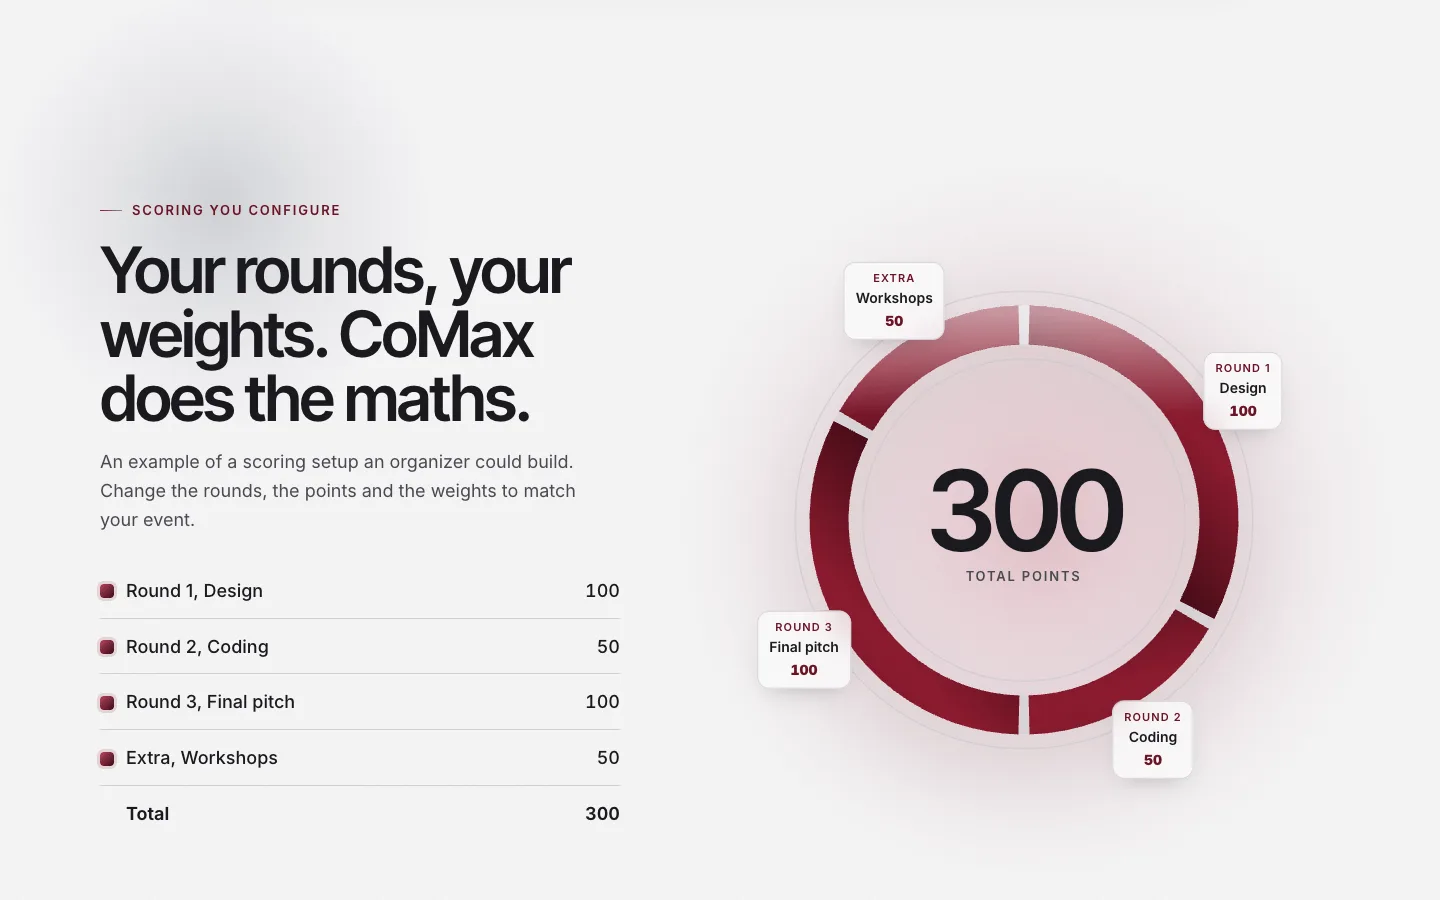 SCORING YOU CONFIGURE
Your rounds, your
weights. CoMax
does the maths.
An example of a scoring setup an organizer could build.
Change the rounds, the points and the weights to match
your event.
Round 1, Design 100
Round 2, Coding 50
Round 3, Final pitch 100
Extra, Workshops 50
Total 300
EXTRA
Workshops
50
ROUND 1
Design
100
300
TOTAL POINTS
ROUND 3
Final pitch
100
ROUND 2
Coding
50